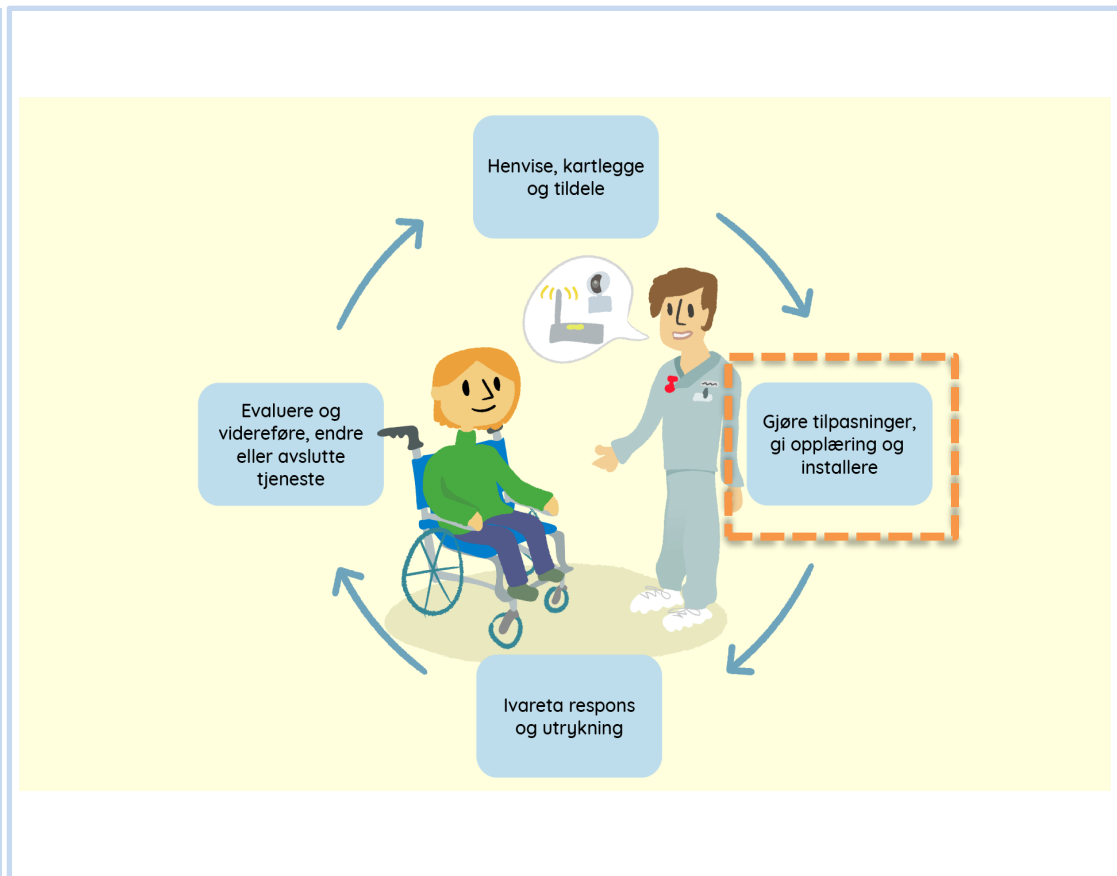 Henvise, kartlegge
og tildele
Gjøre tilpasninger,
gi opplæring og
installere
Ivareta respons
og utrykning
Evaluere og
videreføre, endre
eller avslutte
tjeneste